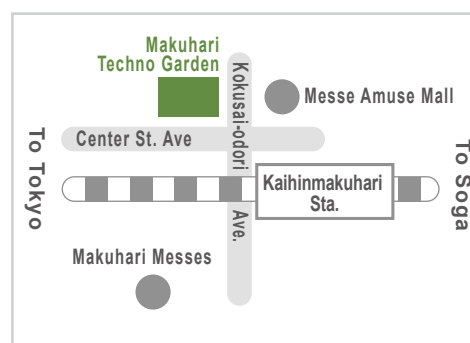 Makuhari
Techno Garden
Kokusai-odori Ave.
Messe Amuse Mall
Center St. Ave
To Tokyo
Kaihinmakuhari
Sta.
To Soga
Makuhari Messes